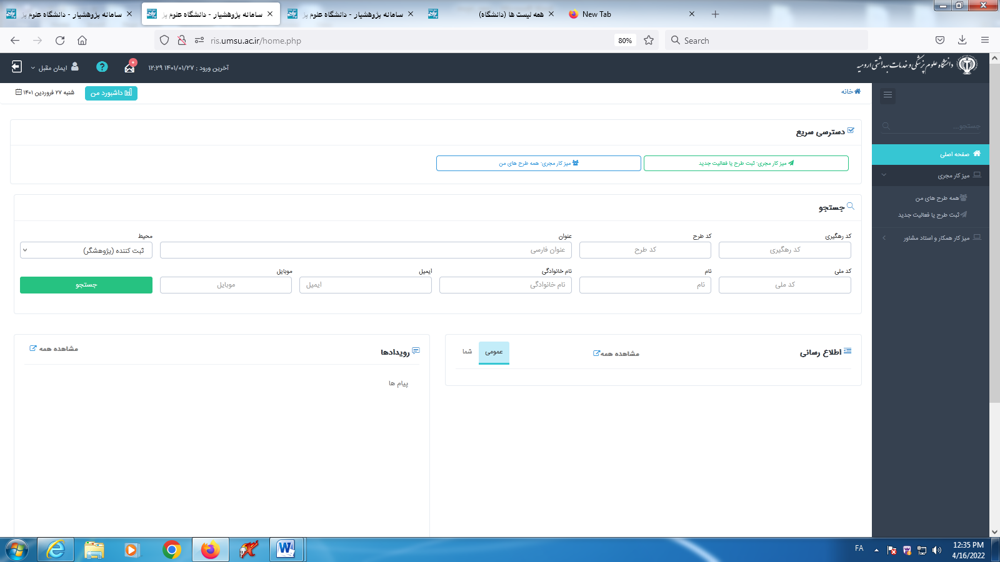 سامانه پژوهشیار - دانشگاه علوم پز
سامانه پژوهشیار - دانشگاه علوم پز
سامانه پژوهشیار - دانشگاه علوم پز
همه لیست ها (دانشگاه)
New Tab
ris.umsu.ac.ir/home.php
80%
Search
دانشگاه علوم پزشکی و خدمات بهداشتی ارومیه
آخرین ورود : ۱۴۰۱/۰۱/۲۷ ۱۲:۲۹
ایمان مقبل
خانه
داشبورد من
شنبه ۲۷ فروردین ۱۴۰۱
جستجو...
صفحه اصلی
میز کار مجری
همه طرح های من
ثبت طرح یا فعالیت جدید
میز کار همکار و استاد مشاور
دسترسی سریع
میز کار مجری- ثبت طرح یا فعالیت جدید
میز کار مجری- همه طرح های من
جستجو
کد رهگیری
کد طرح
عنوان
محیط
کد رهگیری
کد طرح
عنوان فارسی
ثبت کننده (پژوهشگر)
کد ملی
نام
نام خانوادگی
ایمیل
موبایل
کد ملی
نام
نام خانوادگی
ایمیل
موبایل
جستجو
اطلاع رسانی
مشاهده همه
عمومی
شما
رویدادها
مشاهده همه
پیام ها
FA
12:35 PM
4/16/2022